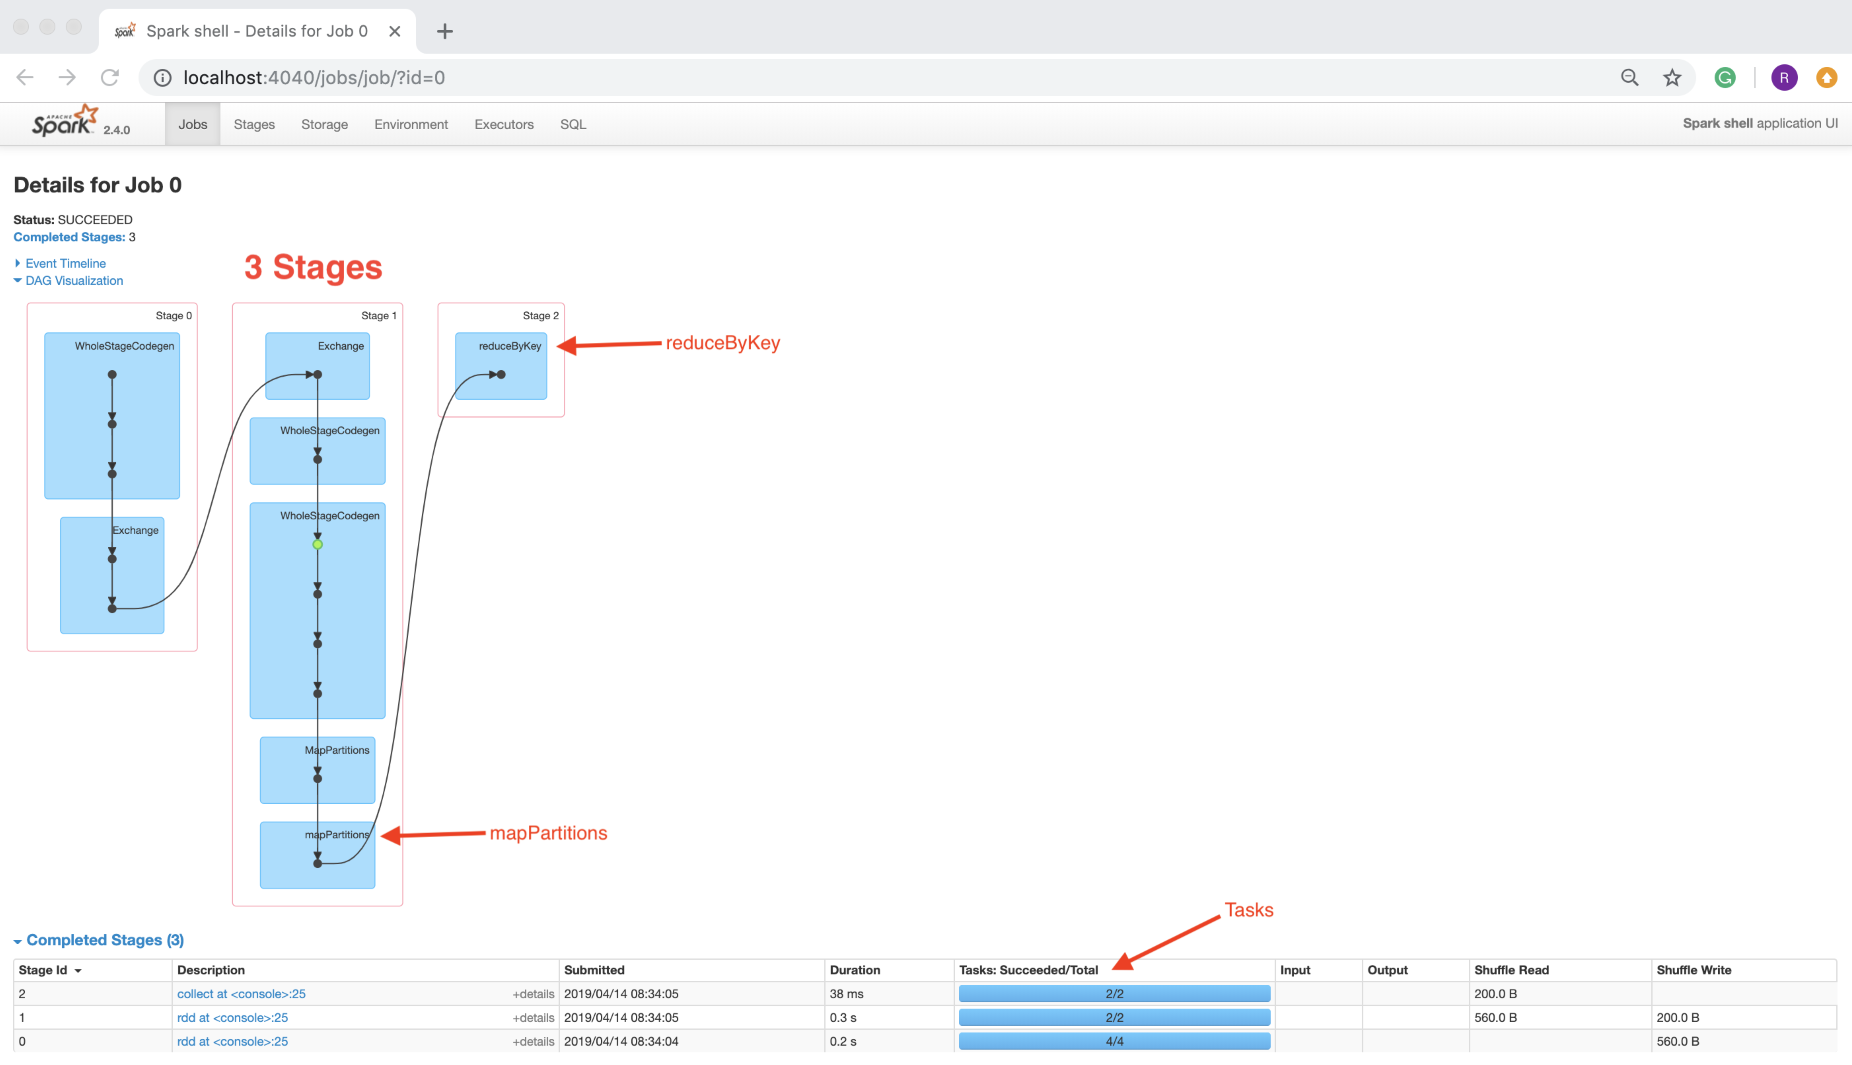 Spark shell - Details for Job 0
localhost:4040/jobs/job/?id=0
G
R
APACHE Spark 2.4.0
Jobs Stages Storage Environment Executors SQL Spark shell application UI
Details for Job 0
Status: SUCCEEDED
Completed Stages: 3
Event Timeline
DAG Visualization
3 Stages
Stage 0
WholeStageCodegen
Exchange
Stage 1
Exchange
WholeStageCodegen
WholeStageCodegen
MapPartitions
mapPartitions
Stage 2
reduceByKey
reduceByKey
mapPartitions
Tasks
Completed Stages (3)
Stage Id Description Submitted Duration Tasks: Succeeded/Total Input Output Shuffle Read Shuffle Write
2 collect at <console>:25 +details 2019/04/14 08:34:05 38 ms 2/2 200.0 B
1 rdd at <console>:25 +details 2019/04/14 08:34:05 0.3 s 2/2 560.0 B 200.0 B
0 rdd at <console>:25 +details 2019/04/14 08:34:04 0.2 s 4/4 560.0 B